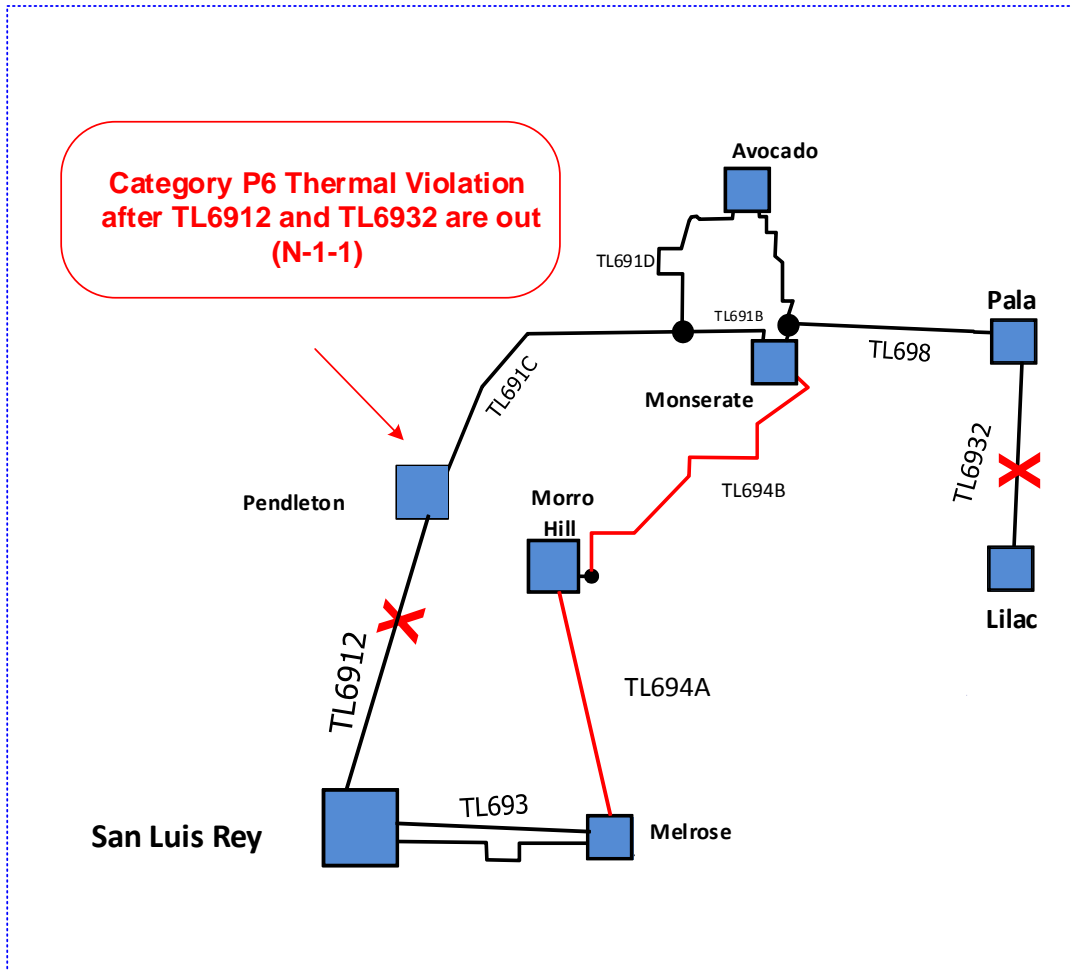 Category P6 Thermal Violation
after TL6912 and TL6932 are out
(N-1-1)
Avocado
TL691D
TL691B
Pala
TL698
TL691C
Monserate
TL6932
Pendleton
Morro
Hill
TL694B
Lilac
TL6912
TL694A
TL693
San Luis Rey
Melrose